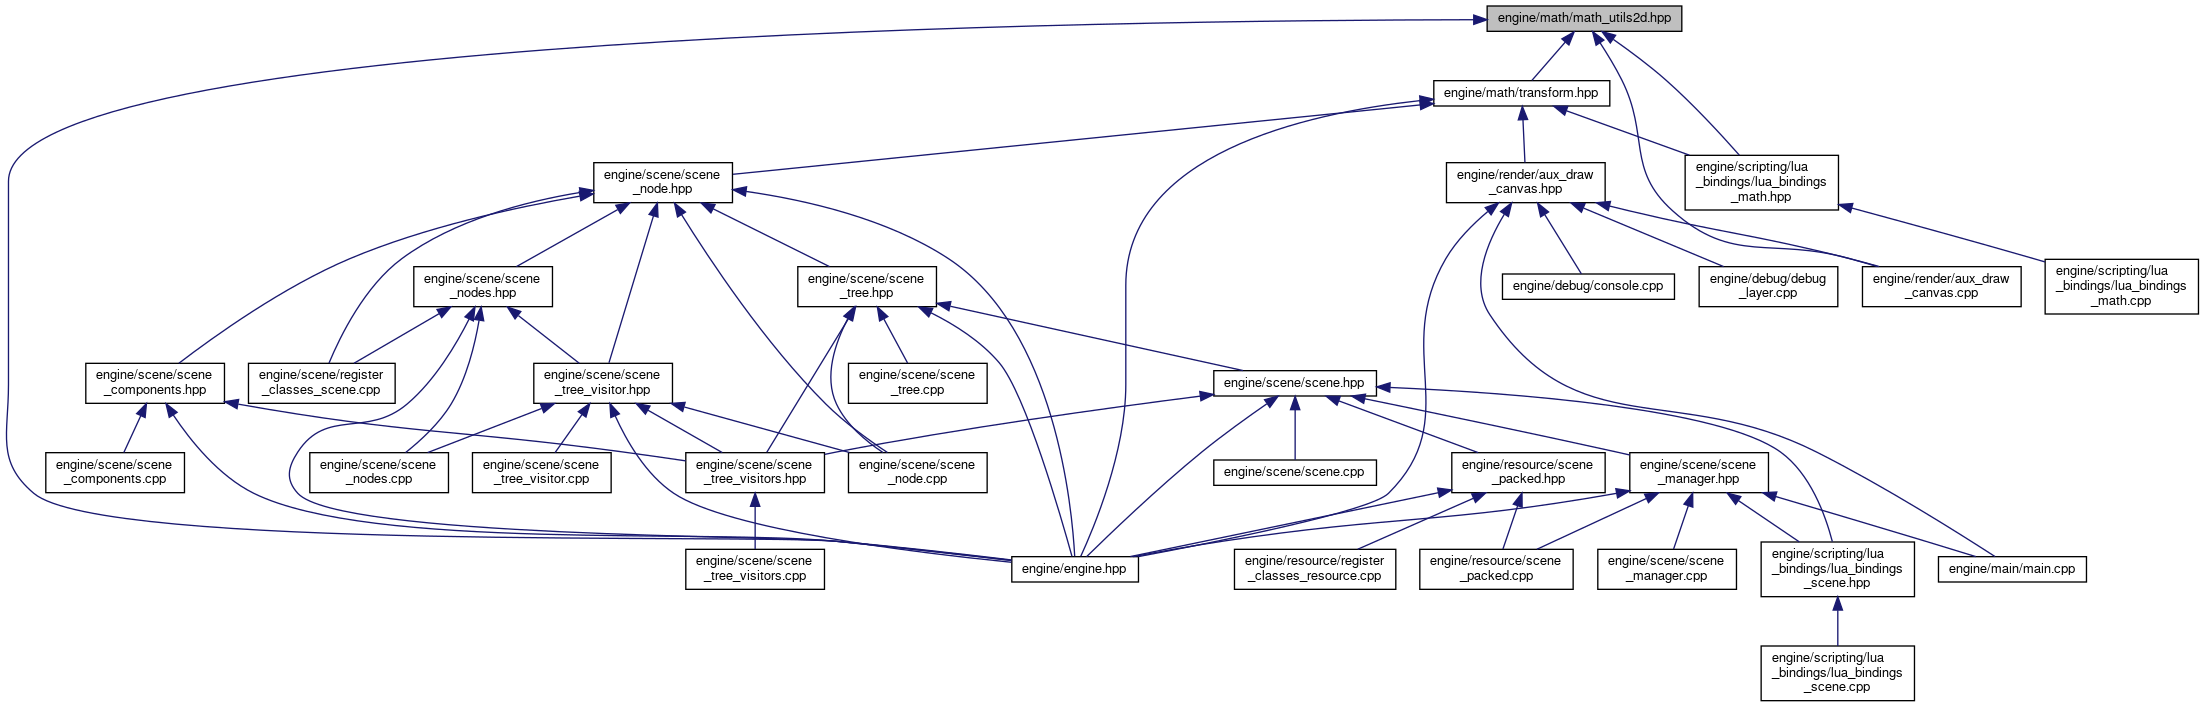 engine/math/math_utils2d.hpp
engine/math/transform.hpp
engine/scene/scene
_node.hpp
engine/render/aux_draw
_canvas.hpp
engine/scripting/lua
_bindings/lua_bindings
_math.hpp
engine/scene/scene
_nodes.hpp
engine/scene/scene
_tree.hpp
engine/debug/console.cpp
engine/debug/debug
_layer.cpp
engine/render/aux_draw
_canvas.cpp
engine/scripting/lua
_bindings/lua_bindings
_math.cpp
engine/scene/scene
_components.hpp
engine/scene/register
_classes_scene.cpp
engine/scene/scene
_tree_visitor.hpp
engine/scene/scene
_tree.cpp
engine/scene/scene.hpp
engine/scene/scene
_components.cpp
engine/scene/scene
_nodes.cpp
engine/scene/scene
_tree_visitor.cpp
engine/scene/scene
_tree_visitors.hpp
engine/scene/scene
_node.cpp
engine/scene/scene.cpp
engine/resource/scene
_packed.hpp
engine/scene/scene
_manager.hpp
engine/scene/scene
_tree_visitors.cpp
engine/engine.hpp
engine/resource/register
_classes_resource.cpp
engine/resource/scene
_packed.cpp
engine/scene/scene
_manager.cpp
engine/scripting/lua
_bindings/lua_bindings
_scene.hpp
engine/main/main.cpp
engine/scripting/lua
_bindings/lua_bindings
_scene.cpp